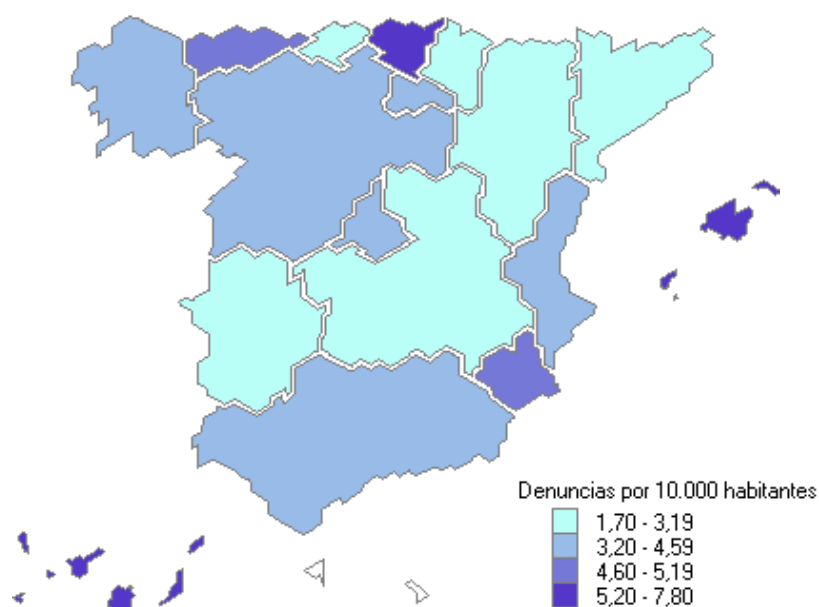 Denuncias por 10.000 habitantes
1,70 - 3,19
3,20 - 4,59
4,60 - 5,19
5,20 - 7,80